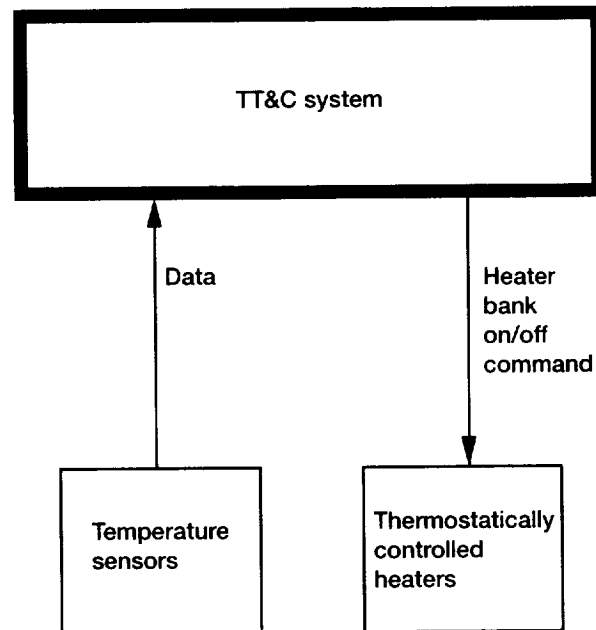 TT&C system
Data
Heater
bank
on/off
command
Temperature
sensors
Thermostatically
controlled
heaters